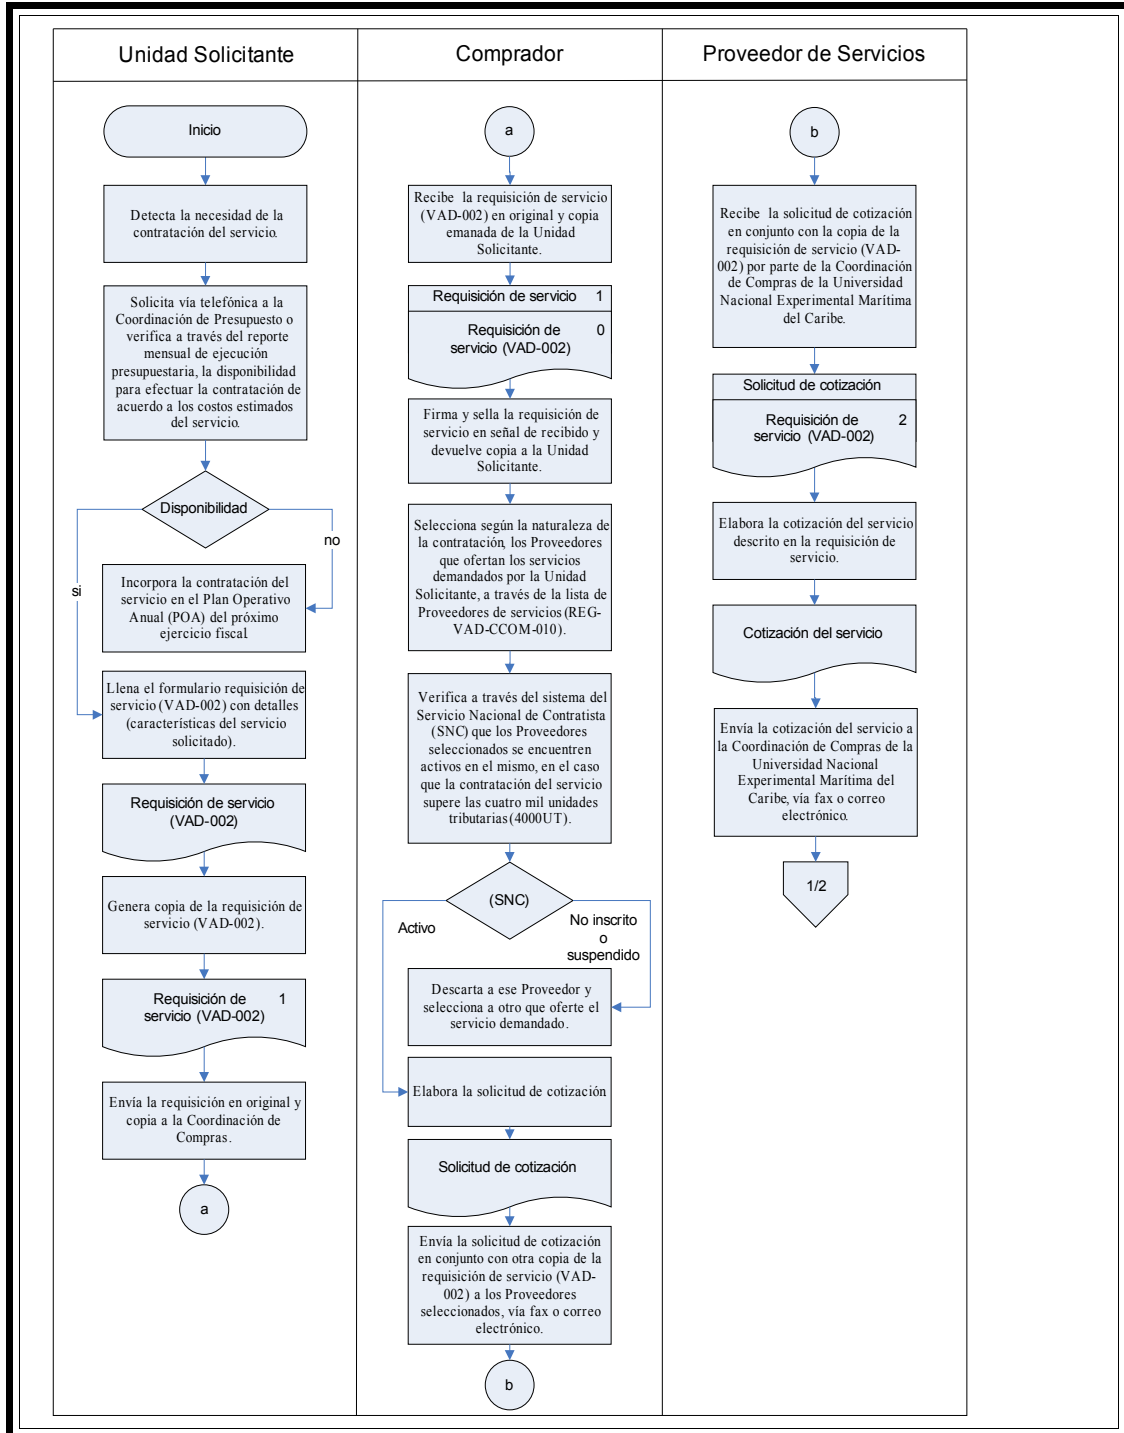 Unidad Solicitante
Inicio
Detecta la necesidad de la
contratación del servicio.
Solicita vía telefónica a la
Coordinación de Presupuesto o
verifica a través del reporte
mensual de ejecución
presupuestaria, la disponibilidad
para efectuar la contratación de
acuerdo a los costos estimados
del servicio.
Disponibilidad
no
si
Incorpora la contratación del
servicio en el Plan Operativo
Anual (POA) del próximo
ejercicio fiscal.
Llena el formulario requisición de
servicio (VAD-002) con detalles
(características del servicio
solicitado).
Requisición de servicio
(VAD-002)
Genera copia de la requisición de
servicio (VAD-002).
Requisición de 1
servicio (VAD-002)
Envía la requisición en original y
copia a la Coordinación de
Compras.
a
Comprador
a
Recibe la requisición de servicio
(VAD-002) en original y copia
emanada de la Unidad
Solicitante.
Requisición de servicio 1
Requisición de 0
servicio (VAD-002)
Firma y sella la requisición de
servicio en señal de recibido y
devuelve copia a la Unidad
Solicitante.
Selecciona según la naturaleza de
la contratación, los Proveedores
que ofertan los servicios
demandados por la Unidad
Solicitante, a través de la lista de
Proveedores de servicios (REG-
VAD-CCOM-010).
Verifica a través del sistema del
Servicio Nacional de Contratista
(SNC) que los Proveedores
seleccionados se encuentren
activos en el mismo, en el caso
que la contratación del servicio
supere las cuatro mil unidades
tributarias (4000UT).
(SNC)
Activo
No inscrito
o
suspendido
Descarta a ese Proveedor y
selecciona a otro que oferte el
servicio demandado.
Elabora la solicitud de cotización
Solicitud de cotización
Envía la solicitud de cotización
en conjunto con otra copia de la
requisición de servicio (VAD-
002) a los Proveedores
seleccionados, vía fax o correo
electrónico.
b
Proveedor de Servicios
b
Recibe la solicitud de cotización
en conjunto con la copia de la
requisición de servicio (VAD-
002) por parte de la Coordinación
de Compras de la Universidad
Nacional Experimental Marítima
del Caribe.
Solicitud de cotización
Requisición de 2
servicio (VAD-002)
Elabora la cotización del servicio
descrito en la requisición de
servicio.
Cotización del servicio
Envía la cotización del servicio a
la Coordinación de Compras de la
Universidad Nacional
Experimental Marítima del
Caribe, vía fax o correo
electrónico.
1/2